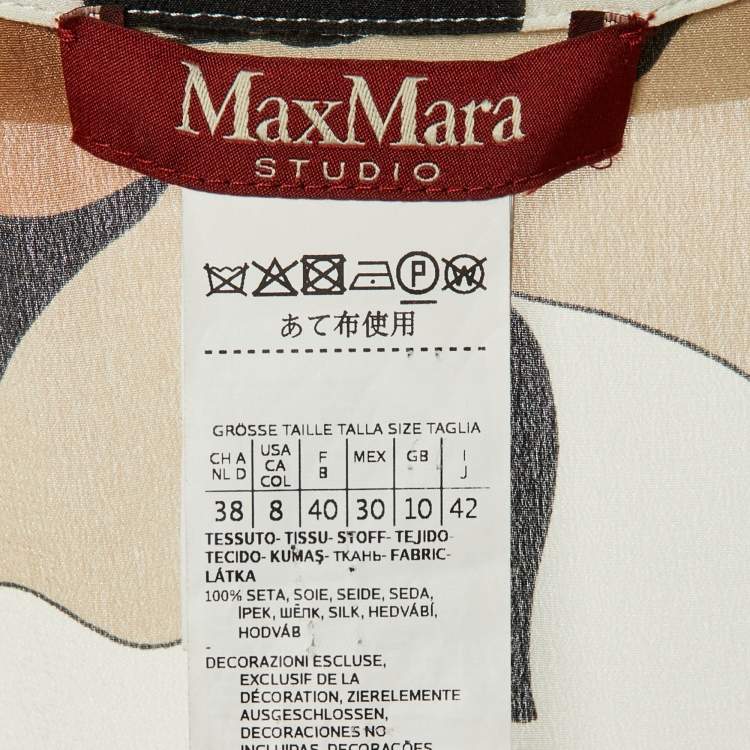 MaxMara
STUDIO
P W
あて布使用
GRÖSSE TAILLE TALLA SIZE TAGLIA
CH A NL D
USA CA COL
F B
MEX
GB
I J
38 8 40 30 10 42
TESSUTO- TISSU- STOFF- TEJIDO-
TECIDO- KUMAŞ- ТКАНЬ- FABRIC-
LÁTKA
100% SETA, SOIE, SEIDE, SEDA,
İPEK, ШЁЛК, SILK, HEDVÁBÍ,
HODVÁB
DECORAZIONI ESCLUSE,
EXCLUSIF DE LA
DÉCORATION, ZIERELEMENTE
AUSGESCHLOSSEN,
DECORACIONES NO
INCLUIDAS, DECORAÇÕES